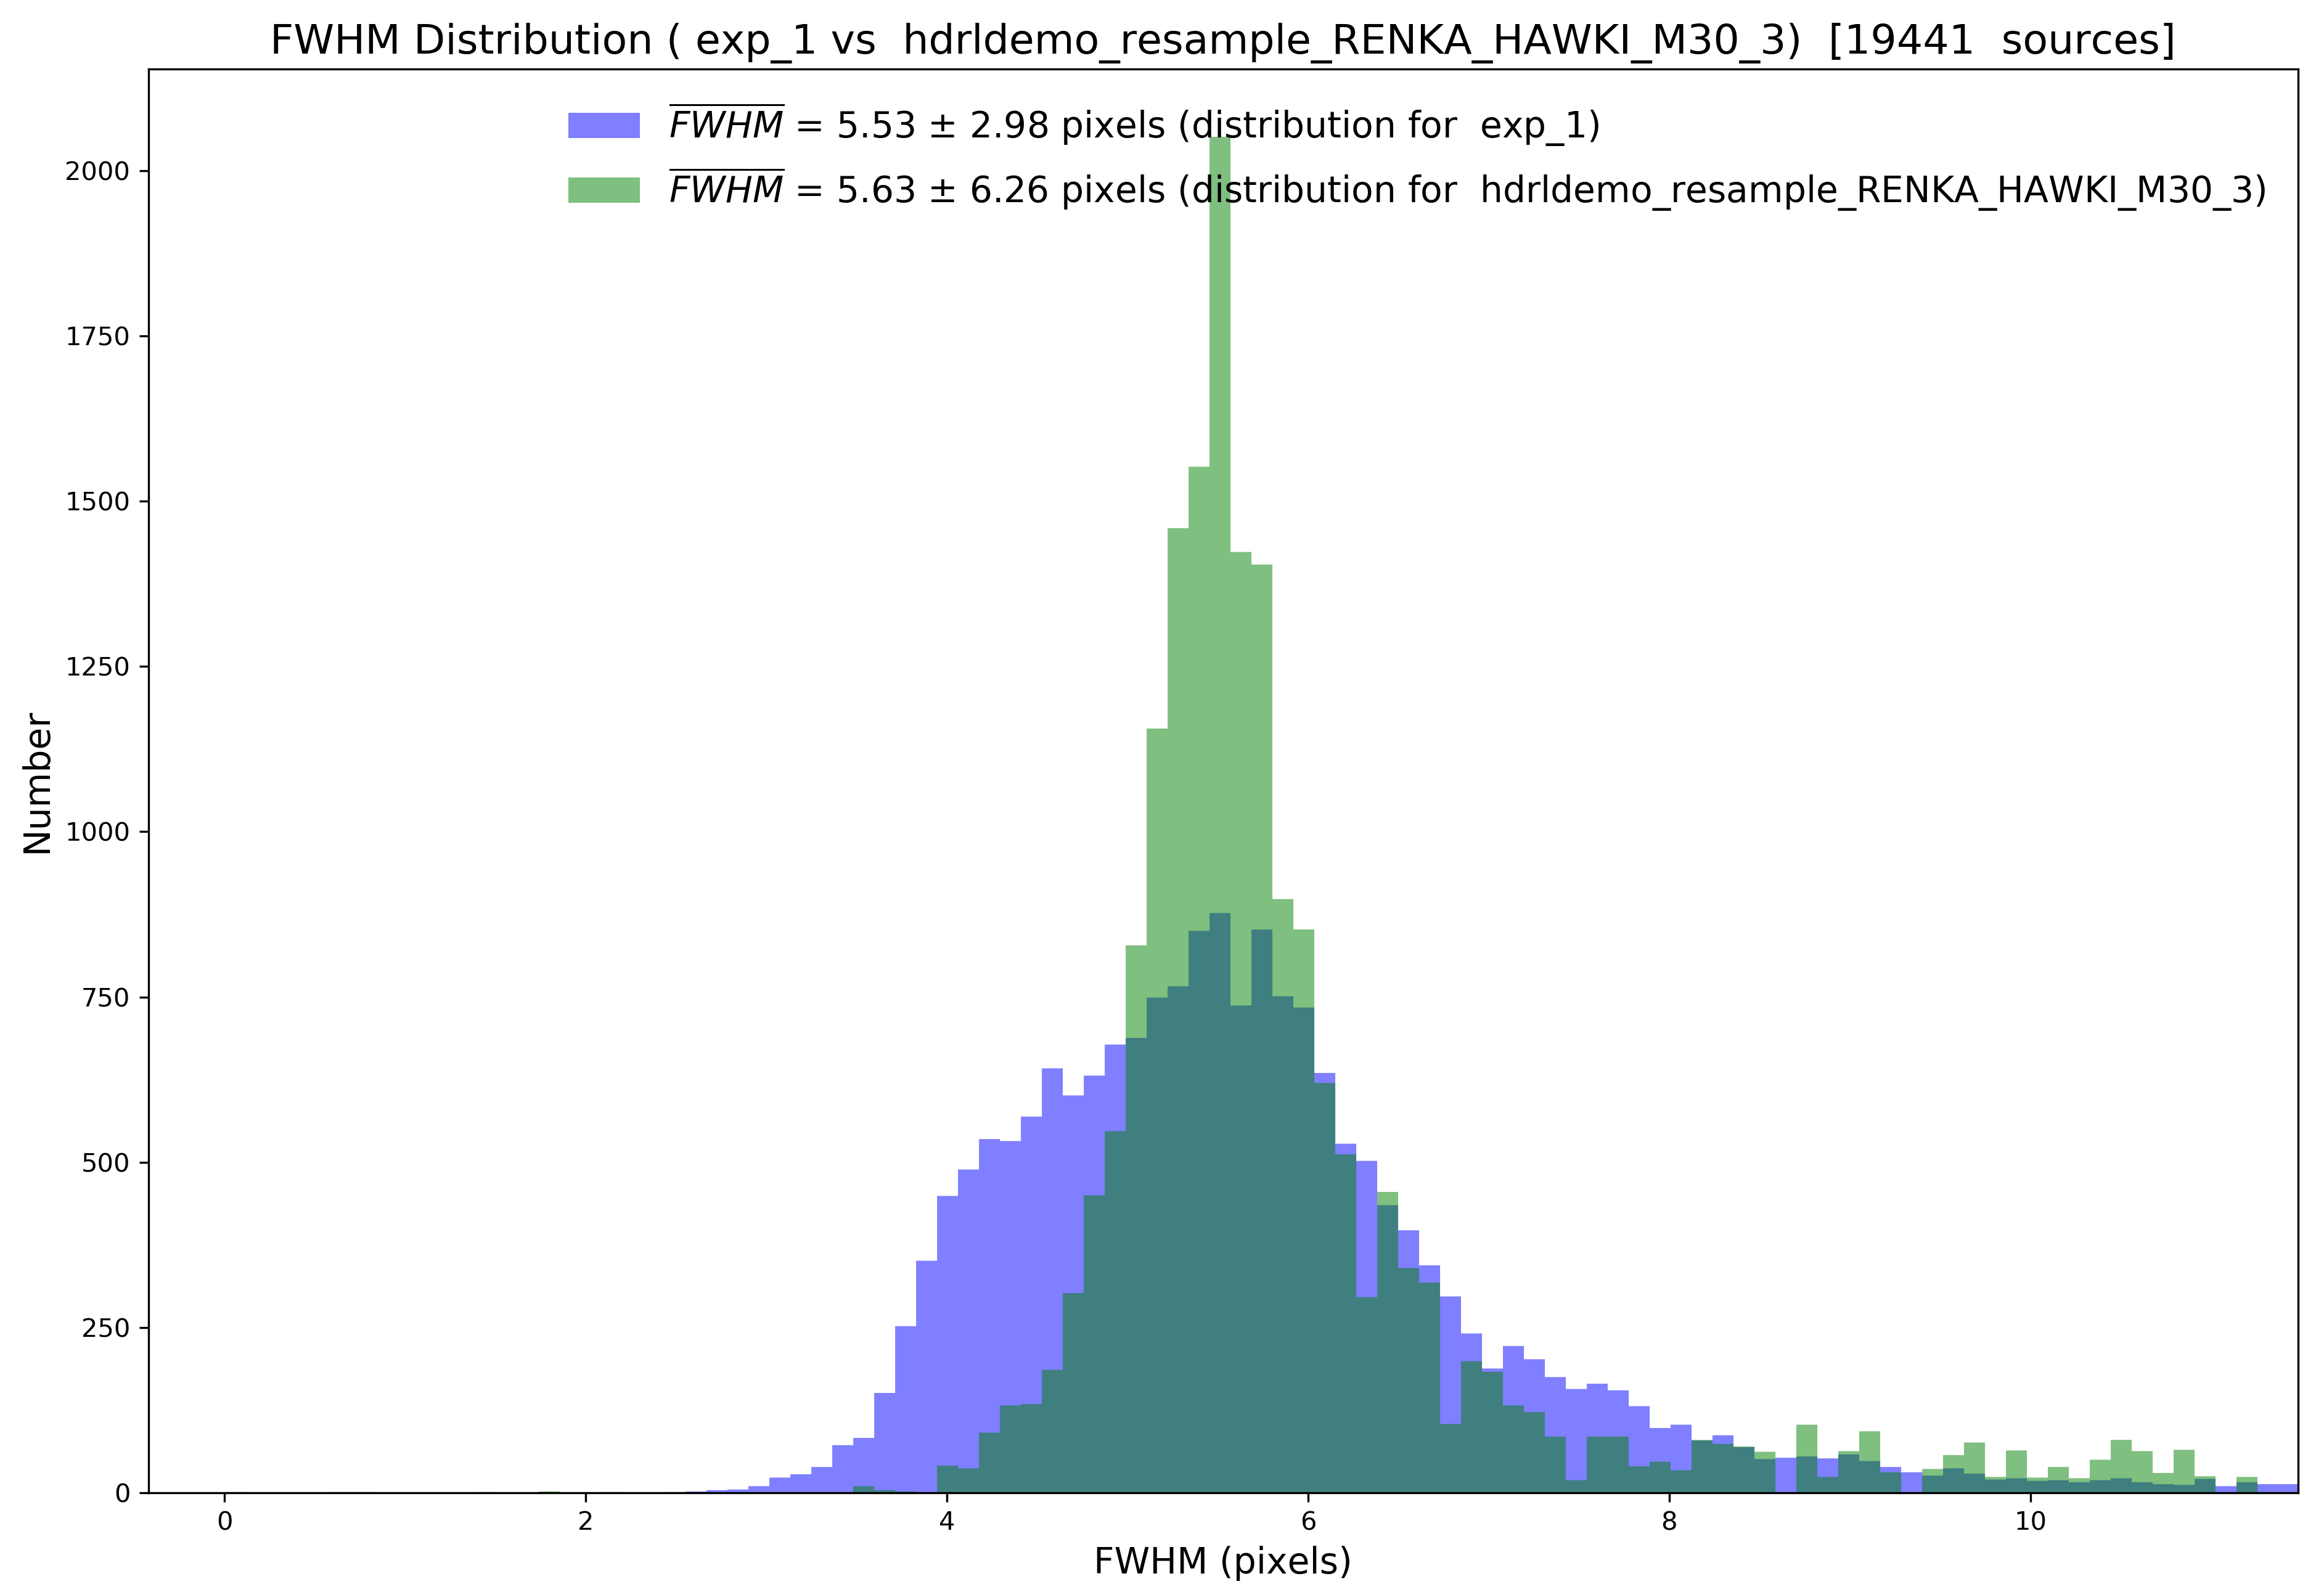 FWHM Distribution ( exp_1 vs  hdrldemo_resample_RENKA_HAWKI_M30_3)  [19441  sources]
FWHM = 5.53 ± 2.98 pixels (distribution for  exp_1)
FWHM = 5.63 ± 6.26 pixels (distribution for  hdrldemo_resample_RENKA_HAWKI_M30_3)
2000
1750
1500
1250
1000
750
500
250
0
Number
0 2 4 6 8 10
FWHM (pixels)